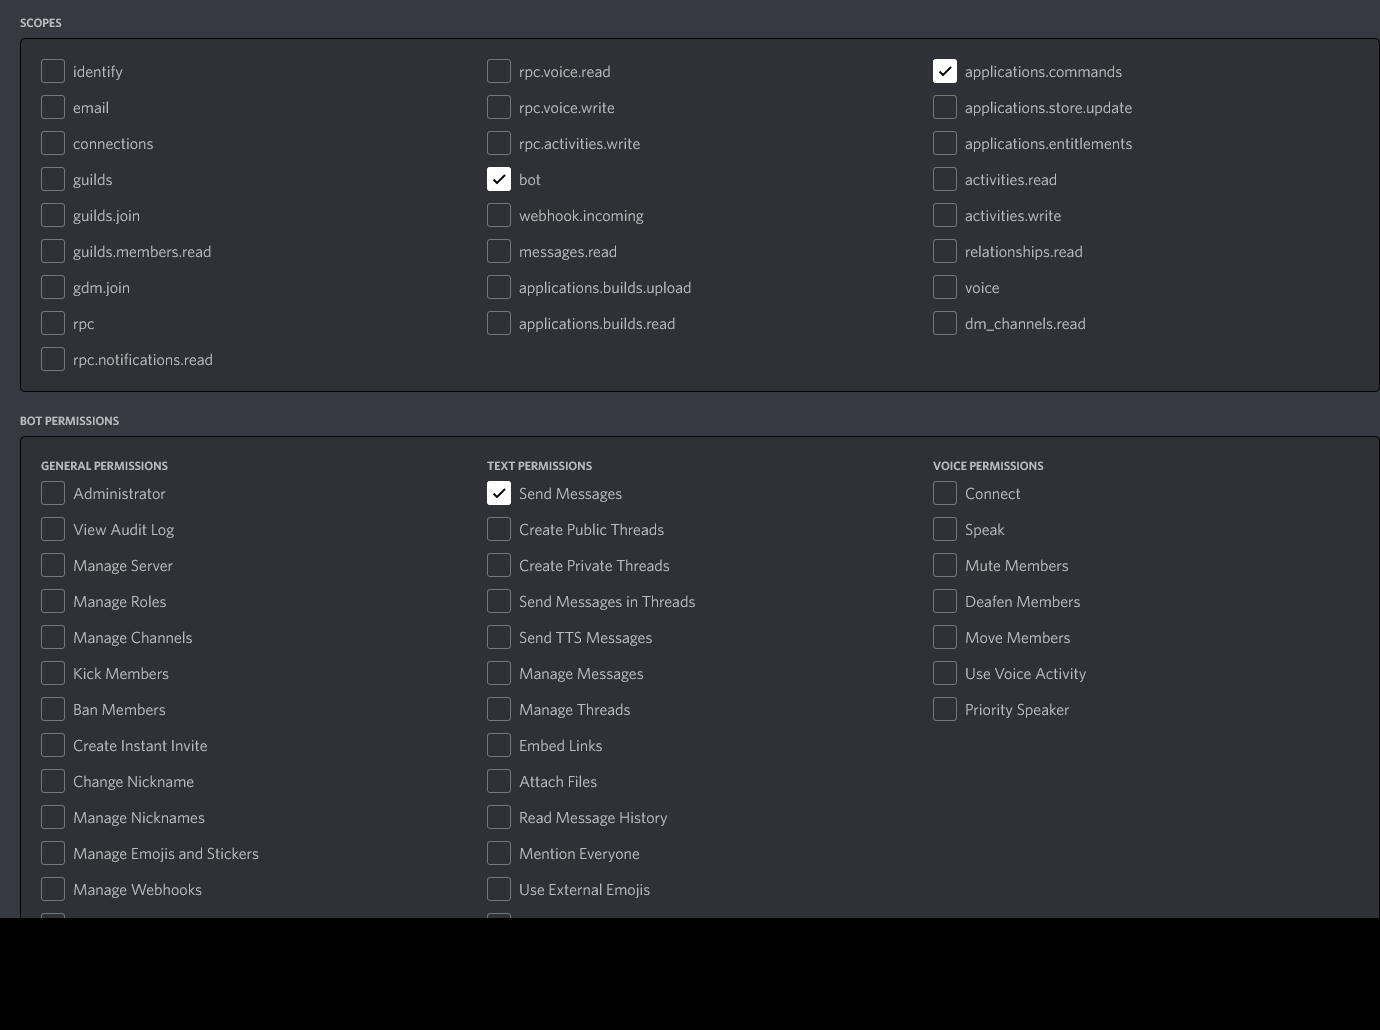 SCOPES
identify
rpc.voice.read
applications.commands
email
rpc.voice.write
applications.store.update
connections
rpc.activities.write
applications.entitlements
guilds
bot
activities.read
guilds.join
webhook.incoming
activities.write
guilds.members.read
messages.read
relationships.read
gdm.join
applications.builds.upload
voice
rpc
applications.builds.read
dm_channels.read
rpc.notifications.read
BOT PERMISSIONS
GENERAL PERMISSIONS
TEXT PERMISSIONS
VOICE PERMISSIONS
Administrator
Send Messages
Connect
View Audit Log
Create Public Threads
Speak
Manage Server
Create Private Threads
Mute Members
Manage Roles
Send Messages in Threads
Deafen Members
Manage Channels
Send TTS Messages
Move Members
Kick Members
Manage Messages
Use Voice Activity
Ban Members
Manage Threads
Priority Speaker
Create Instant Invite
Embed Links
Change Nickname
Attach Files
Manage Nicknames
Read Message History
Manage Emojis and Stickers
Mention Everyone
Manage Webhooks
Use External Emojis